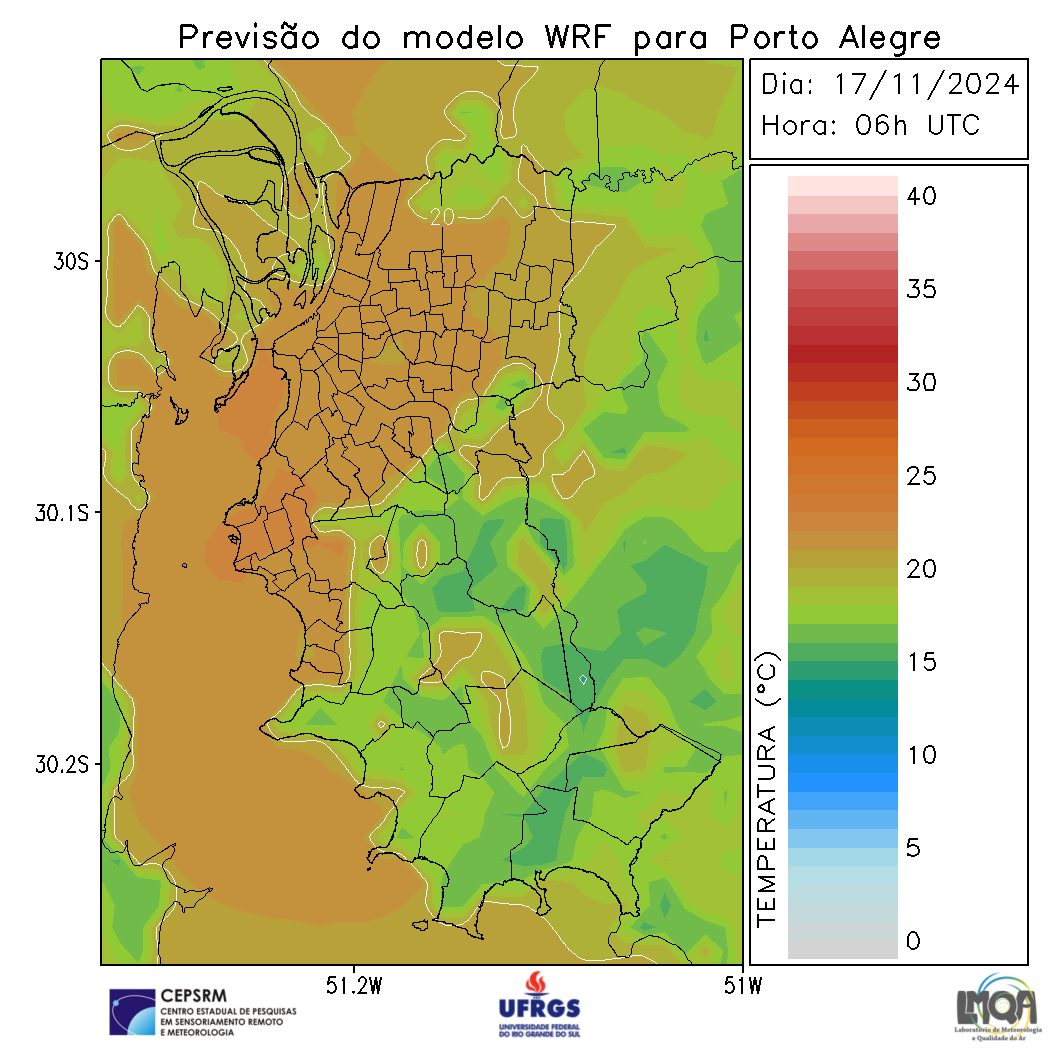 Previsão do modelo WRF para Porto Alegre
Dia: 17/11/2024
Hora: 06h UTC
40
35
30
25
20
15
10
5
0
TEMPERATURA (°C)
20
30S
30.1S
30.2S
51.2W
51W
CEPSRM
CENTRO ESTADUAL DE PESQUISAS
EM SENSORIAMENTO REMOTO
E METEOROLOGIA
UFRGS
UNIVERSIDADE FEDERAL
DO RIO GRANDE DO SUL
LMQA
Laboratório de Meteorologia
e Qualidade do Ar